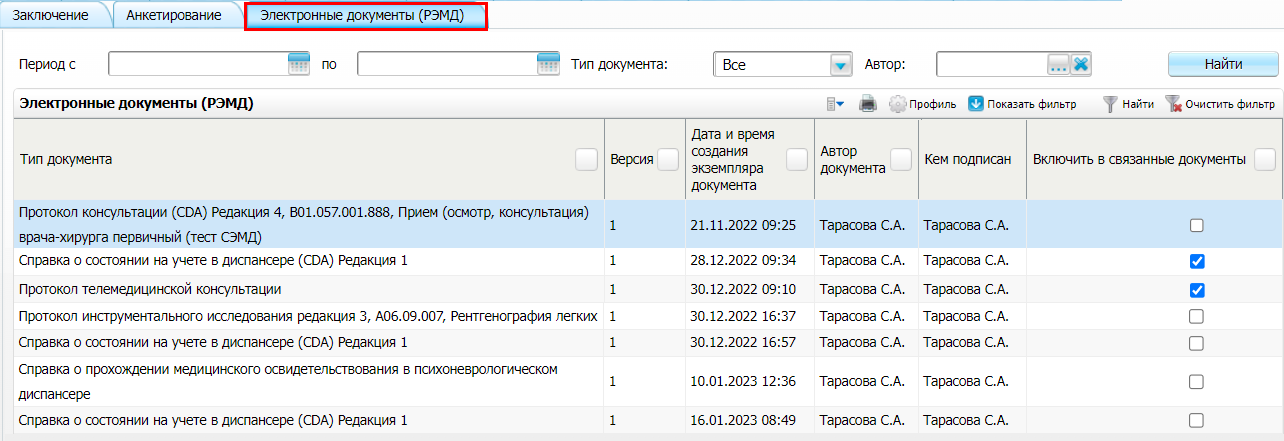 Заключение Анкетирование Электронные документы (РЭМД)
Период с по Тип документа: Все Автор: ... Найти
Электронные документы (РЭМД) Профиль Показать фильтр Найти Очистить фильтр
Тип документа Версия Дата и время создания экземпляра документа Автор документа Кем подписан Включить в связанные документы
Протокол консультации (CDA) Редакция 4, B01.057.001.888, Прием (осмотр, консультация)
врача-хирурга первичный (тест СЭМД) 1 21.11.2022 09:25 Тарасова С.А. Тарасова С.А.
Справка о состоянии на учете в диспансере (CDA) Редакция 1 1 28.12.2022 09:34 Тарасова С.А. Тарасова С.А.
Протокол телемедицинской консультации 1 30.12.2022 09:10 Тарасова С.А. Тарасова С.А.
Протокол инструментального исследования редакция 3, A06.09.007, Рентгенография легких 1 30.12.2022 16:37 Тарасова С.А. Тарасова С.А.
Справка о состоянии на учете в диспансере (CDA) Редакция 1 1 30.12.2022 16:57 Тарасова С.А. Тарасова С.А.
Справка о прохождении медицинского освидетельствования в психоневрологическом
диспансере 1 10.01.2023 12:36 Тарасова С.А. Тарасова С.А.
Справка о состоянии на учете в диспансере (CDA) Редакция 1 1 16.01.2023 08:49 Тарасова С.А. Тарасова С.А.